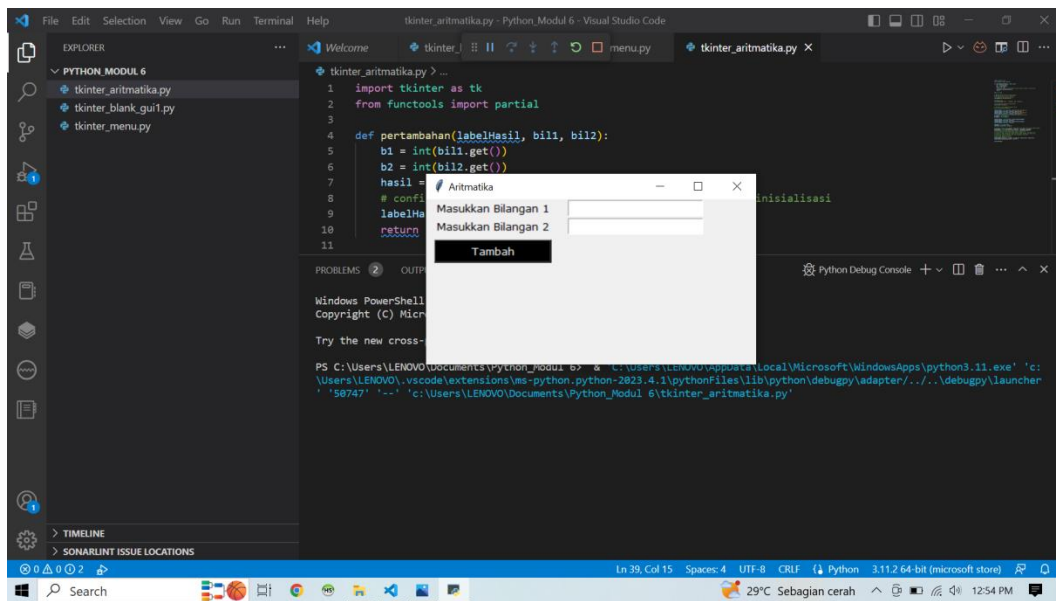 File Edit Selection View Go Run Terminal Help tkinter_aritmatika.py - Python_Modul 6 - Visual Studio Code
EXPLORER
Welcome
tkinter_
menu.py
tkinter_aritmatika.py
PYTHON_MODUL 6
tkinter_aritmatika.py
tkinter_blank_gui1.py
tkinter_menu.py
tkinter_aritmatika.py > ...
1 import tkinter as tk
2 from functools import partial
3
4 def pertambahan(labelHasil, bil1, bil2):
5 b1 = int(bil1.get())
6 b2 = int(bil2.get())
7 hasil =
8 # confi inisialisasi
9 labelHa
10 return
11
Aritmatika
Masukkan Bilangan 1
Masukkan Bilangan 2
Tambah
PROBLEMS 2 OUTP Python Debug Console
Windows PowerShell
Copyright (C) Micr
Try the new cross-
PS C:\Users\LENOVO\Documents\Python_Modul 6> & 'C:\Users\LENOVO\AppData\Local\Microsoft\WindowsApps\python3.11.exe' 'c:
\Users\LENOVO\.vscode\extensions\ms-python.python-2023.4.1\pythonFiles\lib\python\debugpy\adapter/../..\debugpy\launcher
' '50747' '--' 'c:\Users\LENOVO\Documents\Python_Modul 6\tkinter_aritmatika.py'
1
1
TIMELINE
SONARLINT ISSUE LOCATIONS
0 0 0 2 Ln 39, Col 15 Spaces: 4 UTF-8 CRLF Python 3.11.2 64-bit (microsoft store)
Search 29°C Sebagian cerah 12:54 PM